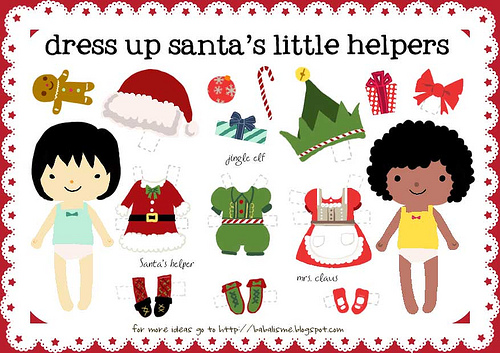 dress up santa's little helpers
jingle elf
Santa's helper
mrs. claus
for more ideas go to http://babalisme.blogspot.com